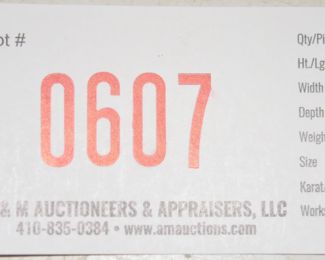 ot #
0607
& M AUCTIONEERS & APPRAISERS, LLC
410-835-0384 • www.amauctions.com
Qty/Pi
Ht./Lg
Width
Depth
Weigh
Size
Karat
Works